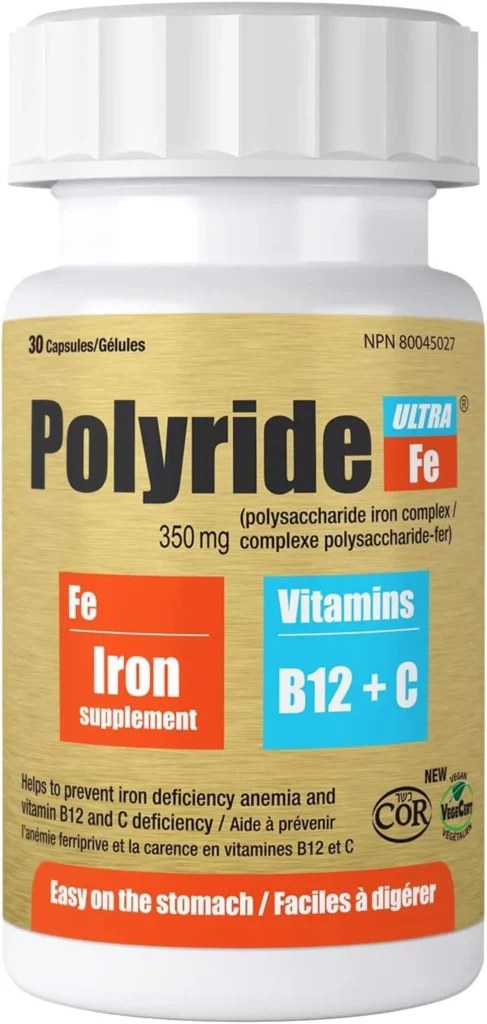 30 Capsules/Gélules
NPN 80045027
Polyride ULTRA Fe®
350 mg (polysaccharide iron complex /
complexe polysaccharide-fer)
Fe
Iron
supplement
Vitamins
B12 + C
Helps to prevent iron deficiency anemia and
vitamin B12 and C deficiency / Aide à prévenir
l'anémie ferriprive et la carence en vitamines B12 et C
כשר
COR
NEW VEGAN
VEGECERT
VÉGÉTALIEN
Easy on the stomach / Faciles à digérer